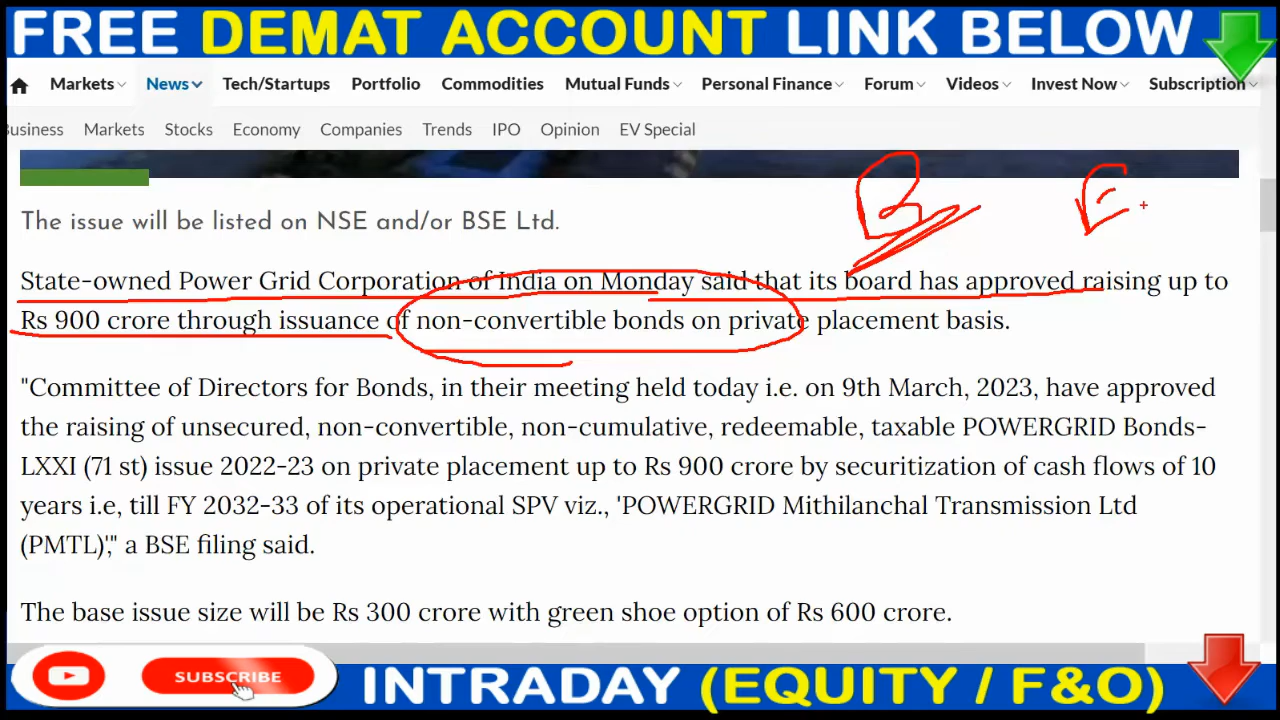 FREE DEMAT ACCOUNT LINK BELOW
Markets News Tech/Startups Portfolio Commodities Mutual Funds Personal Finance Forum Videos Invest Now Subscription
Business Markets Stocks Economy Companies Trends IPO Opinion EV Special
The issue will be listed on NSE and/or BSE Ltd.
B E
State-owned Power Grid Corporation of India on Monday said that its board has approved raising up to
Rs 900 crore through issuance of non-convertible bonds on private placement basis.
"Committee of Directors for Bonds, in their meeting held today i.e. on 9th March, 2023, have approved
the raising of unsecured, non-convertible, non-cumulative, redeemable, taxable POWERGRID Bonds-
LXXI (71 st) issue 2022-23 on private placement up to Rs 900 crore by securitization of cash flows of 10
years i.e, till FY 2032-33 of its operational SPV viz., 'POWERGRID Mithilanchal Transmission Ltd
(PMTL)'," a BSE filing said.
The base issue size will be Rs 300 crore with green shoe option of Rs 600 crore.
SUBSCRIBE
INTRADAY (EQUITY / F&O)